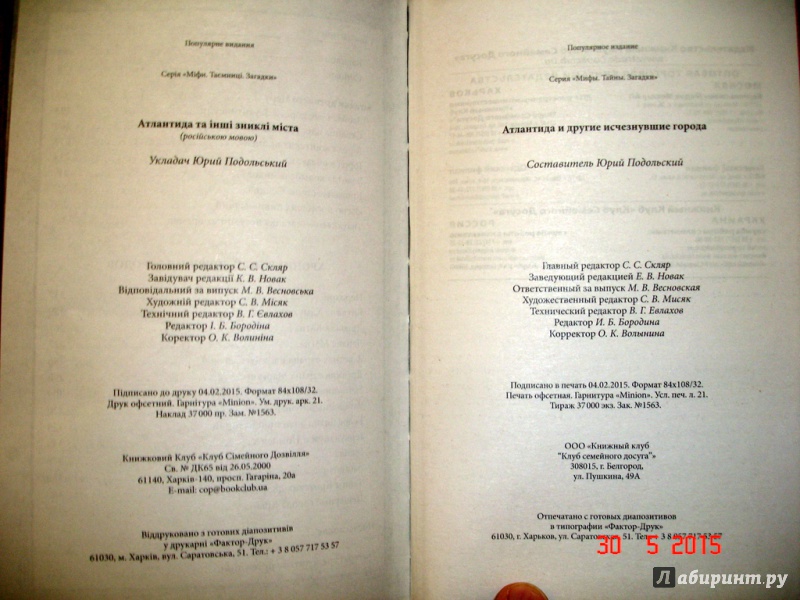 Популярне видання
Серія «Міфи. Таємниці. Загадки»
Атлантида та інші зниклі міста
(російською мовою)
Укладач Юрий Подольський
Головний редактор С. С. Скляр
Завідувач редакції К. В. Новак
Відповідальний за випуск М. В. Весновська
Художній редактор С. В. Місяк
Технічний редактор В. Г. Євлахов
Редактор І. Б. Бородіна
Коректор О. К. Волиніна
Підписано до друку 04.02.2015. Формат 84х108/32.
Друк офсетний. Гарнітура «Minion». Ум. друк. арк. 21.
Наклад 37 000 пр. Зам. №1563.
Книжковий Клуб «Клуб Сімейного Дозвілля»
Св. № ДК65 від 26.05.2000
61140, Харків-140, просп. Гагаріна, 20а
E-mail: cop@bookclub.ua
Віддруковано з готових діапозитивів
у друкарні «Фактор-Друк»
61030, м. Харків, вул. Саратовська, 51. Тел.: + 3 8 057 717 53 57
Популярное издание
Серия «Мифы. Тайны. Загадки»
Атлантида и другие исчезнувшие города
Составитель Юрий Подольский
Главный редактор С. С. Скляр
Заведующий редакцией Е. В. Новак
Ответственный за выпуск М. В. Весновская
Художественный редактор С. В. Мисяк
Технический редактор В. Г. Евлахов
Редактор И. Б. Бородина
Корректор О. К. Волынина
Подписано в печать 04.02.2015. Формат 84х108/32.
Печать офсетная. Гарнитура «Minion». Усл. печ. л. 21.
Тираж 37 000 экз. Зак. №1563.
ООО «Книжный клуб
"Клуб семейного досуга"»
308015, г. Белгород,
ул. Пушкина, 49А
Отпечатано с готовых диапозитивов
в типографии «Фактор-Друк»
61030, г. Харьков, ул. Саратовская, 51. Тел.: + 3 8 057 717 53 57
30 5 2015
Лабиринт.ру